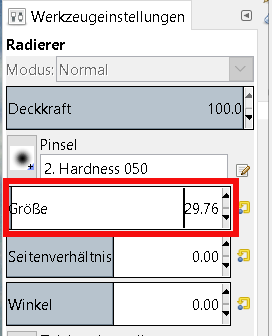 Werkzeugeinstellungen
Radierer
Modus: Normal
Deckkraft 100.0
Pinsel
2. Hardness 050
Größe 29.76
Seitenverhältnis 0.00
Winkel 0.00